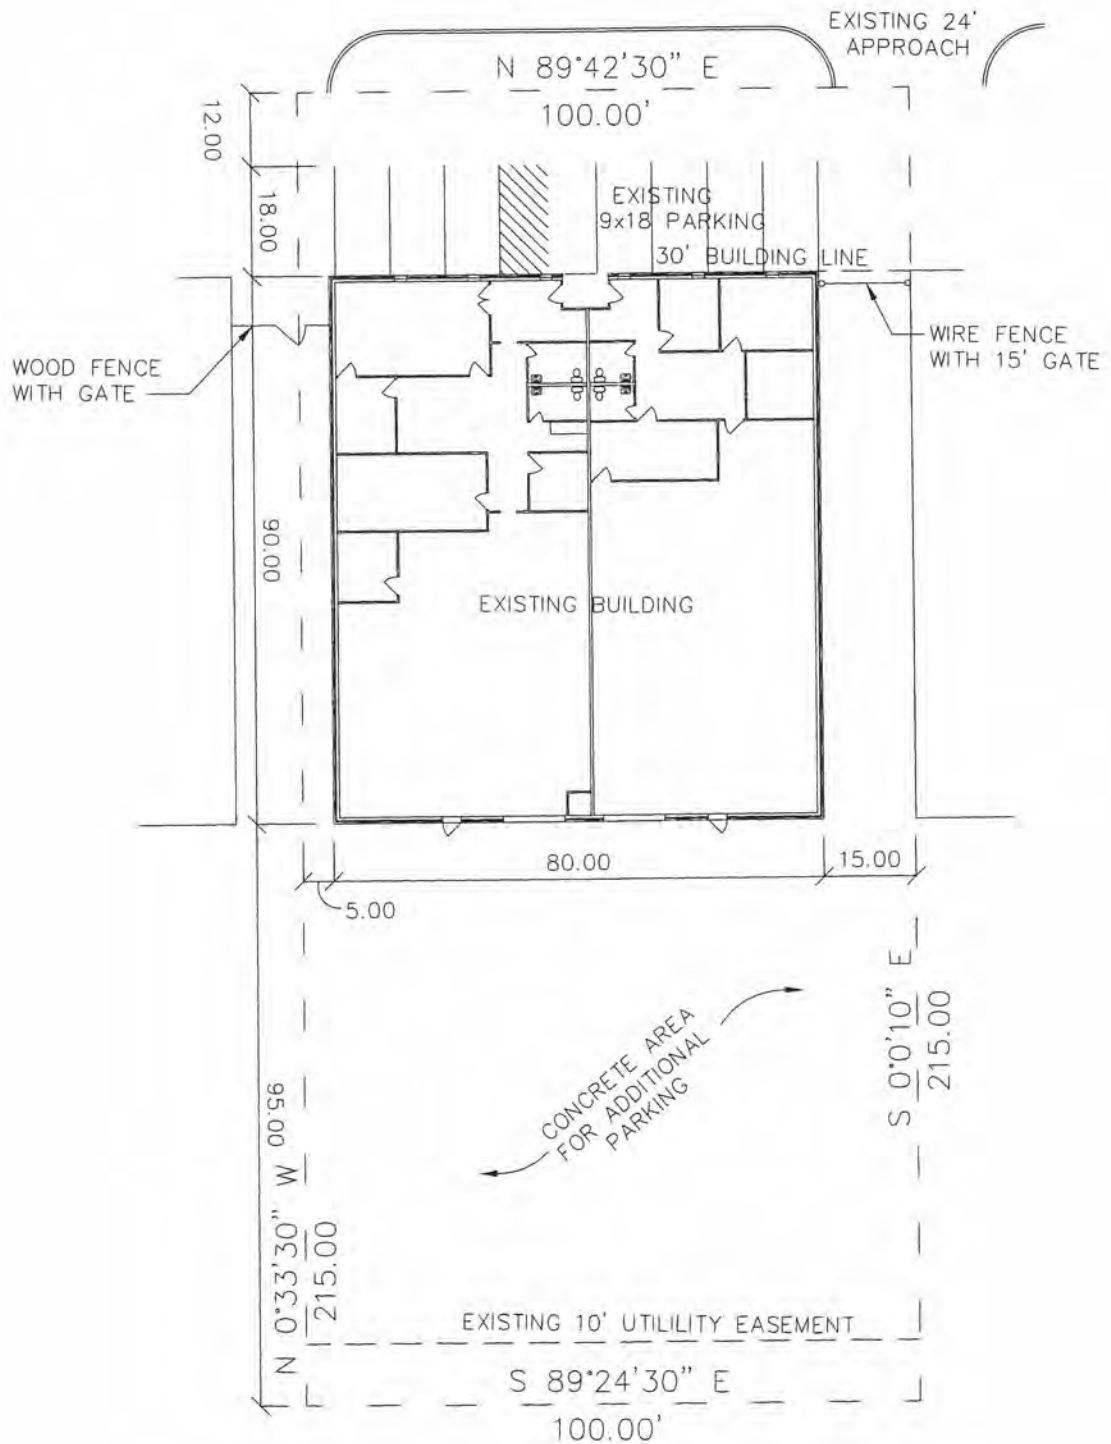 EXISTING 24'
APPROACH
N 89°42'30" E
100.00'
12.00
18.00
EXISTING
9x18 PARKING
30' BUILDING LINE
WOOD FENCE
WITH GATE
WIRE FENCE
WITH 15' GATE
90.00
EXISTING BUILDING
80.00
15.00
5.00
CONCRETE AREA
FOR ADDITIONAL
PARKING
S 0°0'10" E
215.00
95.00
N 0°33'30" W
215.00
EXISTING 10' UTILILITY EASEMENT
S 89°24'30" E
100.00'